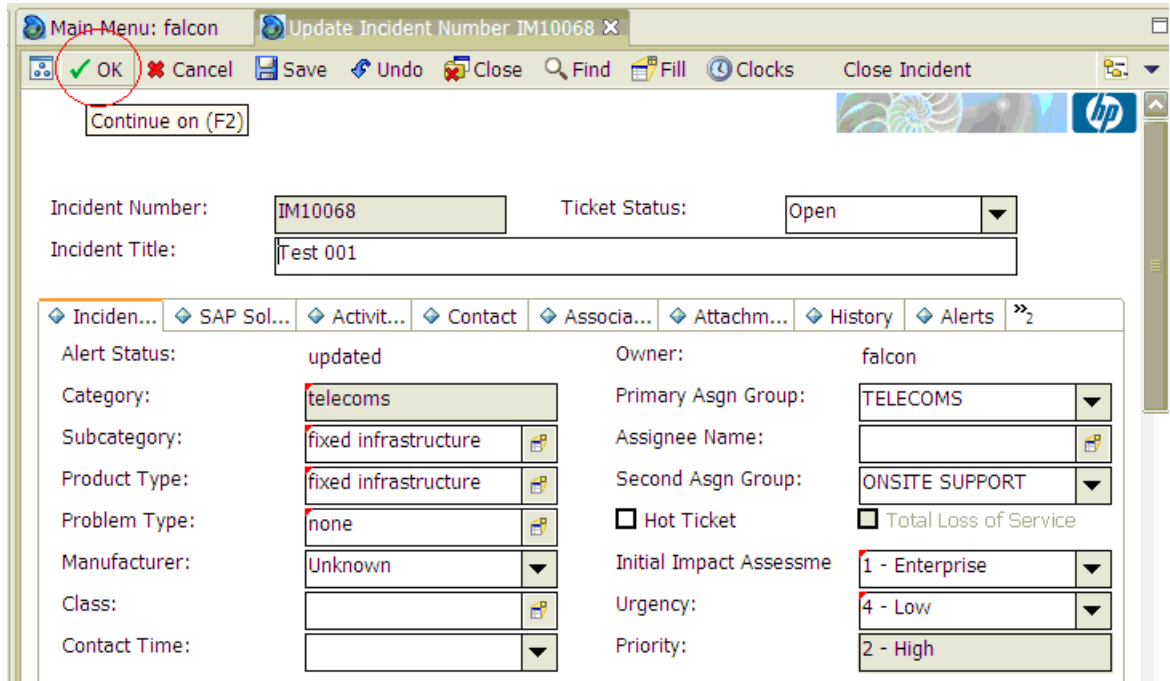 Main Menu: falcon Update Incident Number IM10068
OK Cancel Save Undo Close Find Fill Clocks Close Incident
Continue on (F2)
hp
Incident Number: IM10068 Ticket Status: Open
Incident Title: Test 001
Inciden... SAP Sol... Activit... Contact Associa... Attachm... History Alerts »2
Alert Status: updated Owner: falcon
Category: telecoms Primary Asgn Group: TELECOMS
Subcategory: fixed infrastructure Assignee Name:
Product Type: fixed infrastructure Second Asgn Group: ONSITE SUPPORT
Problem Type: none Hot Ticket Total Loss of Service
Manufacturer: Unknown Initial Impact Assessme 1 - Enterprise
Class: Urgency: 4 - Low
Contact Time: Priority: 2 - High